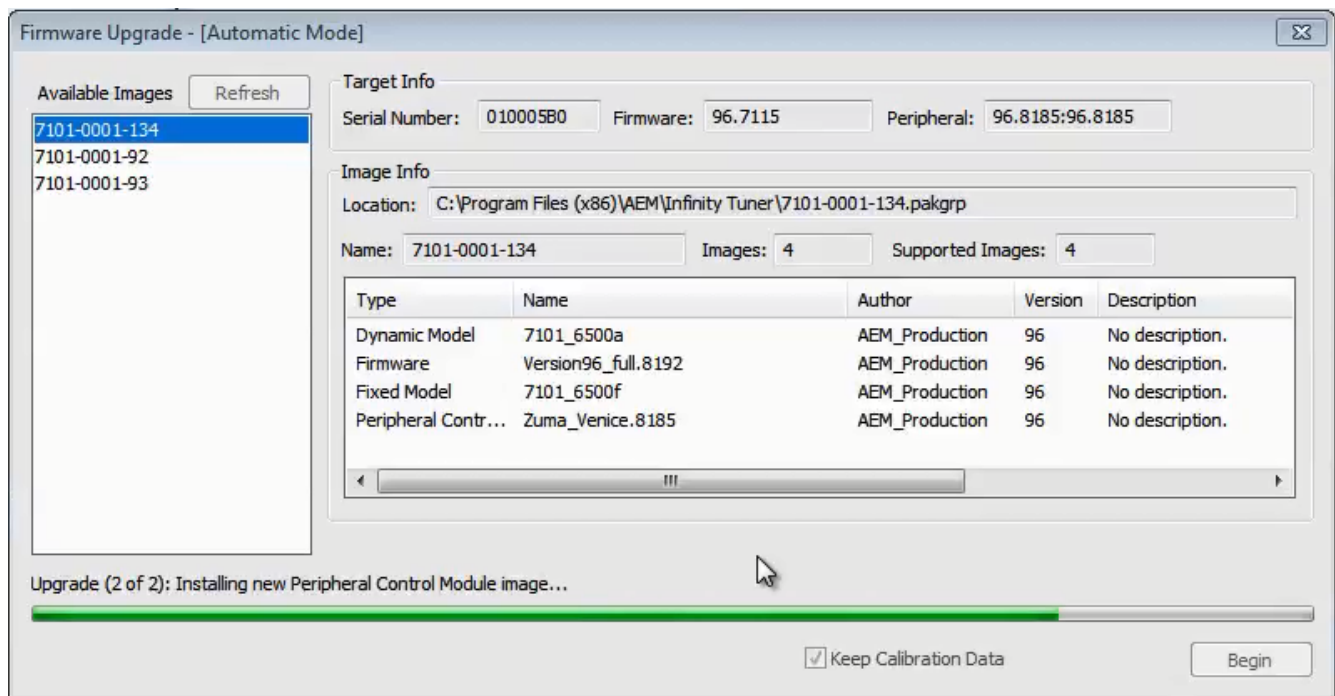 Firmware Upgrade - [Automatic Mode]
Available Images
Refresh
7101-0001-134
7101-0001-92
7101-0001-93
Target Info
Serial Number: 010005B0 Firmware: 96.7115 Peripheral: 96.8185:96.8185
Image Info
Location: C:\Program Files (x86)\AEM\Infinity Tuner\7101-0001-134.pakgrp
Name: 7101-0001-134 Images: 4 Supported Images: 4
Type Name Author Version Description
Dynamic Model 7101_6500a AEM_Production 96 No description.
Firmware Version96_full.8192 AEM_Production 96 No description.
Fixed Model 7101_6500f AEM_Production 96 No description.
Peripheral Contr... Zuma_Venice.8185 AEM_Production 96 No description.
Upgrade (2 of 2): Installing new Peripheral Control Module image...
Keep Calibration Data
Begin